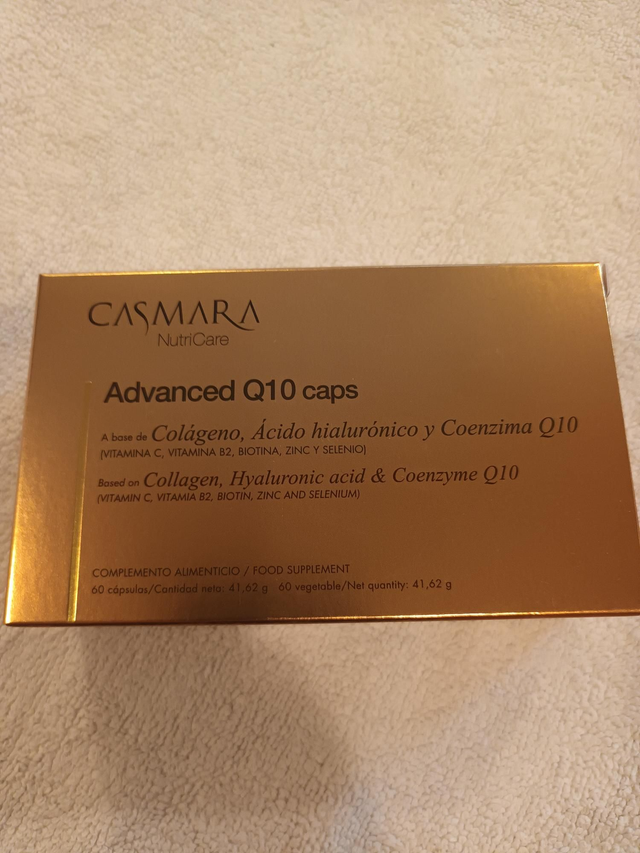 CASMARA
NutriCare
Advanced Q10 caps
A base de Colágeno, Ácido hialurónico y Coenzima Q10
(VITAMINA C, VITAMINA B2, BIOTINA, ZINC Y SELENIO)
Based on Collagen, Hyaluronic acid & Coenzyme Q10
(VITAMIN C, VITAMIA B2, BIOTIN, ZINC AND SELENIUM)
COMPLEMENTO ALIMENTICIO / FOOD SUPPLEMENT
60 cápsulas/Cantidad neta: 41,62 g 60 vegetable/Net quantity: 41,62 g